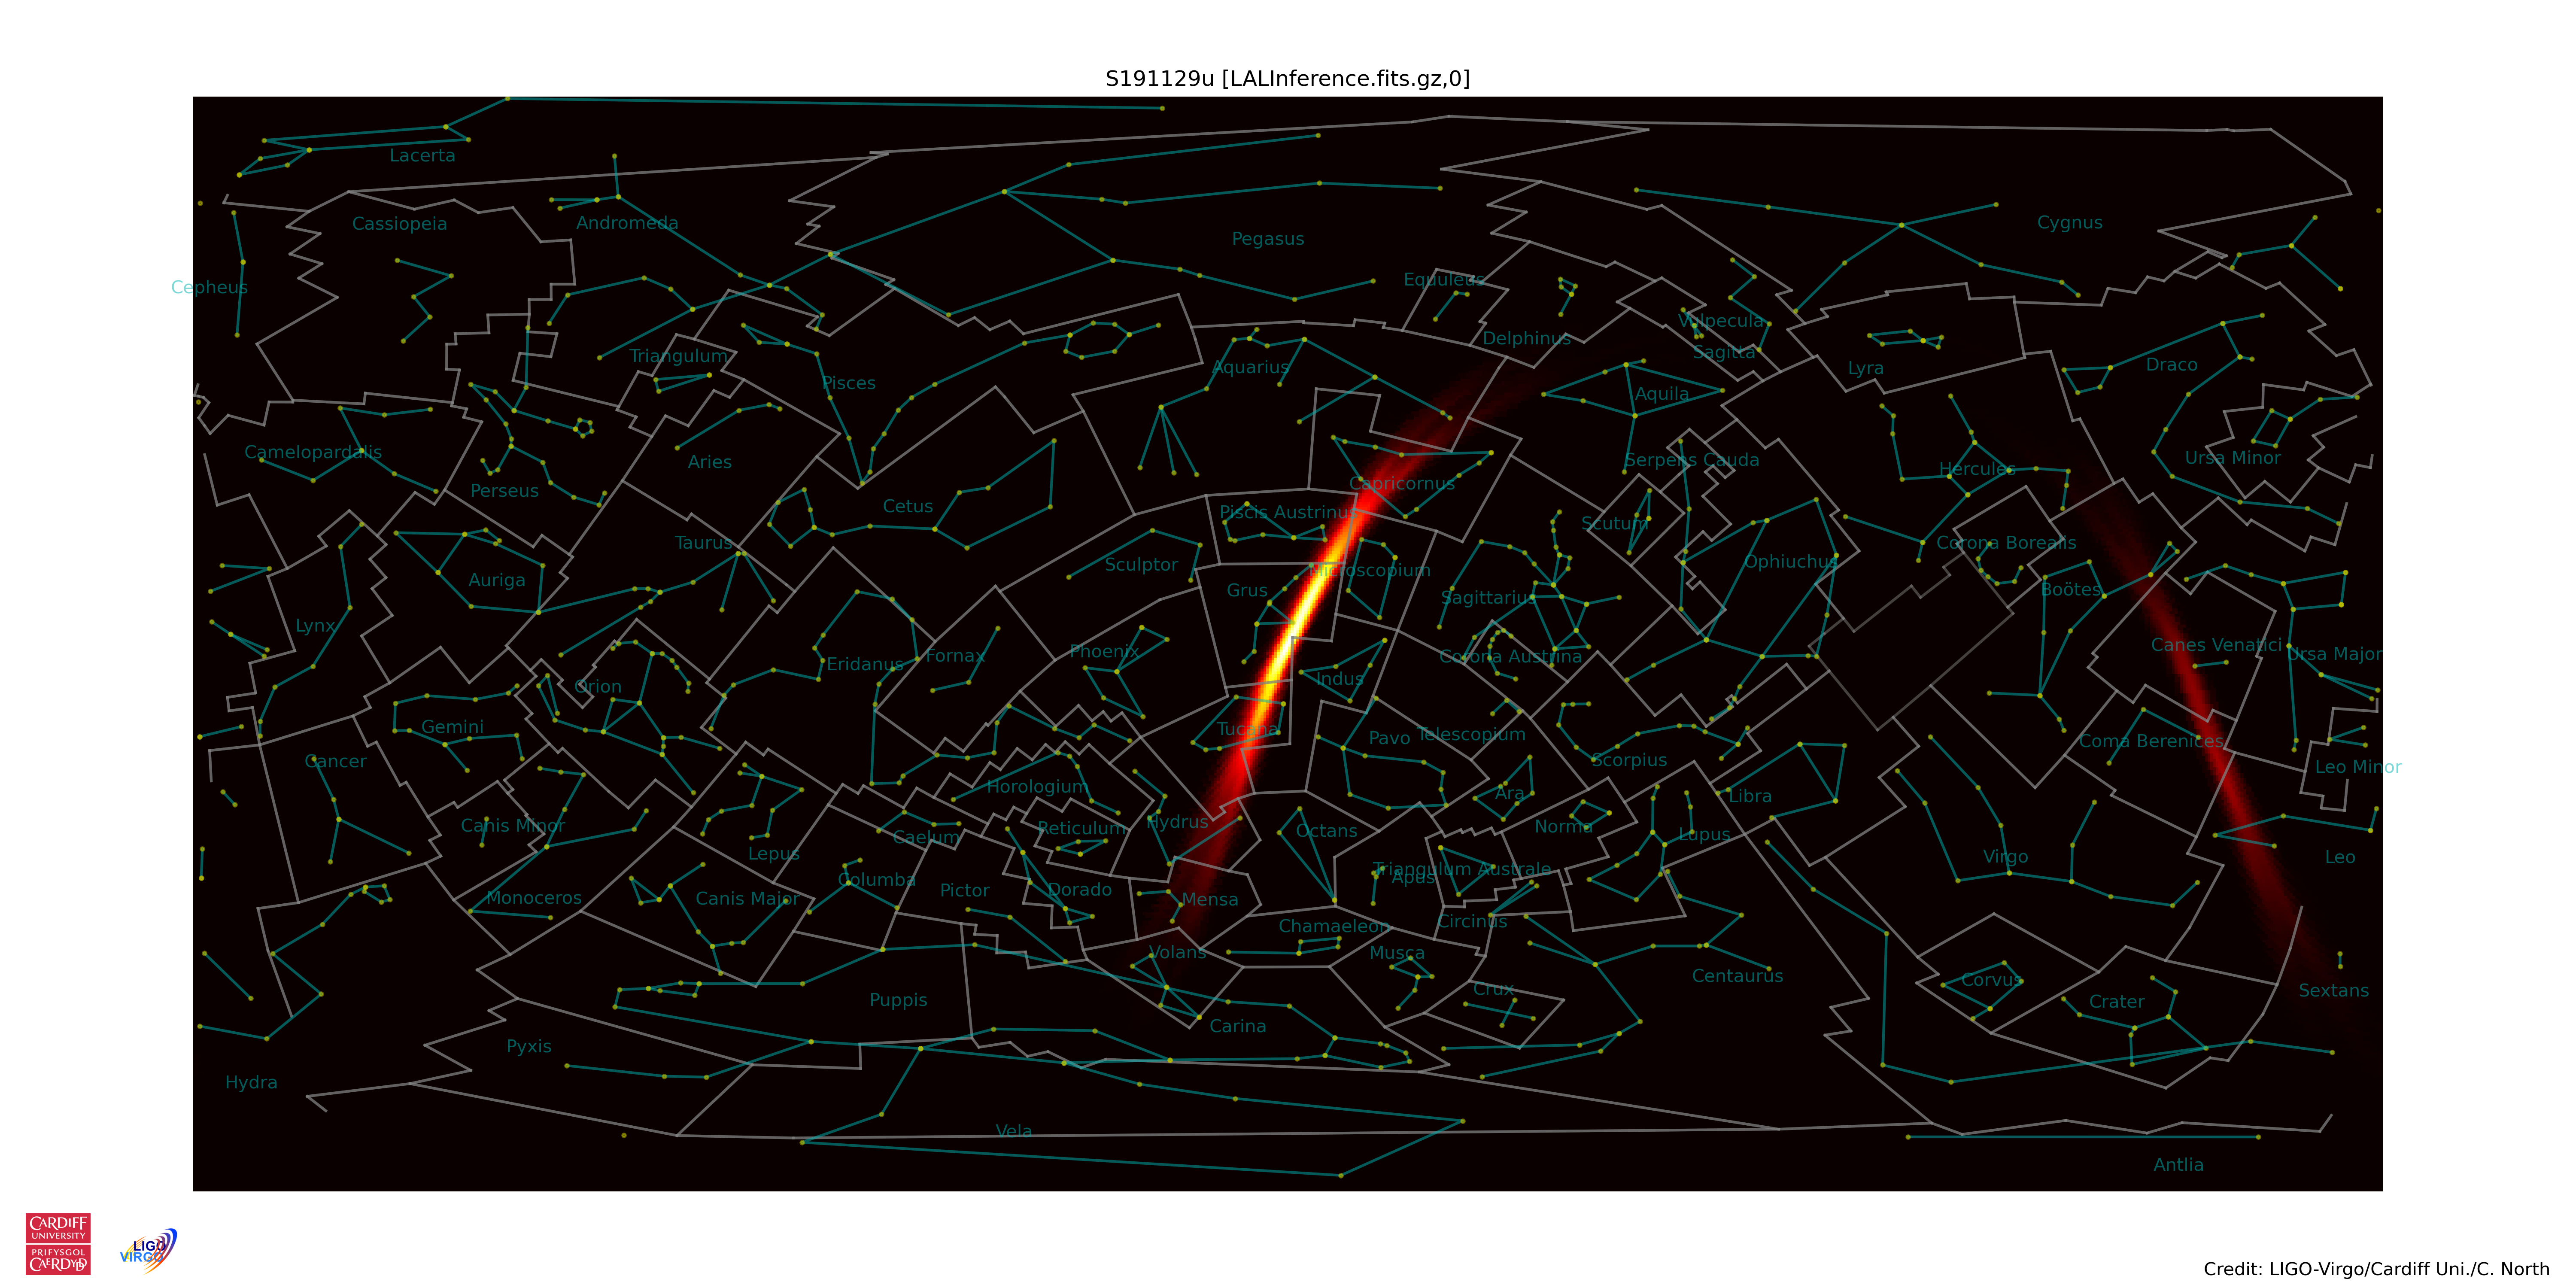 S191129u [LALInference.fits.gz,0]
Lacerta
Cassiopeia
Andromeda
Cygnus
Pegasus
Equuleus
Cepheus
Vulpecula
Delphinus
Sagitta
Triangulum
Draco
Aquarius
Lyra
Pisces
Aquila
Camelopardalis
Ursa Minor
Serpens Cauda
Aries
Hercules
Capricornus
Perseus
Cetus
Piscis Austrinus
Scutum
Taurus
Corona Borealis
Ophiuchus
Sculptor
Microscopium
Auriga
Grus
Boötes
Sagittarius
Lynx
Canes Venatici
Phoenix
Ursa Major
Fornax
Corona Austrina
Eridanus
Indus
Orion
Gemini
Tucana
Telescopium
Pavo
Coma Berenices
Cancer
Scorpius
Leo Minor
Horologium
Ara
Libra
Hydrus
Canis Minor
Norma
Reticulum
Octans
Lupus
Caelum
Lepus
Virgo
Leo
Triangulum Australe
Apus
Columba
Pictor
Dorado
Monoceros
Canis Major
Mensa
Circinus
Chamaeleon
Volans
Musca
Centaurus
Corvus
Crux
Sextans
Puppis
Crater
Carina
Pyxis
Hydra
Vela
Antlia
CARDIFF
UNIVERSITY
PRIFYSGOL
CAERDYDD
LIGO
VIRGO
Credit: LIGO-Virgo/Cardiff Uni./C. North